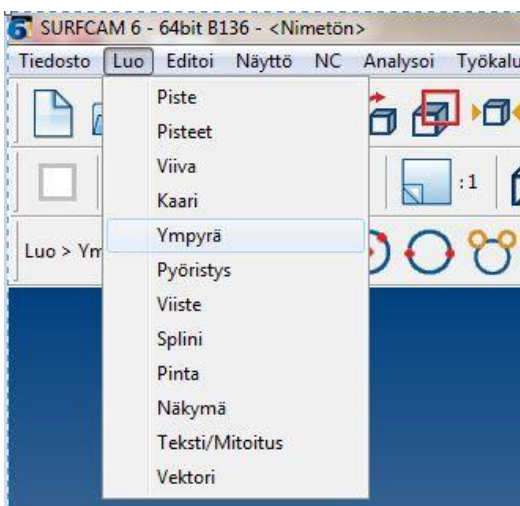 SURFCAM 6 - 64bit B136 - <Nimetön>
Tiedosto Luo Editoi Näyttö NC Analysoi
Piste
Pisteet
Viiva
:1
Kaari
Ympyrä
Luo >
Pyöristys
Viiste
Splini
Pinta
Näkymä
Teksti/Mitoitus
Vektori